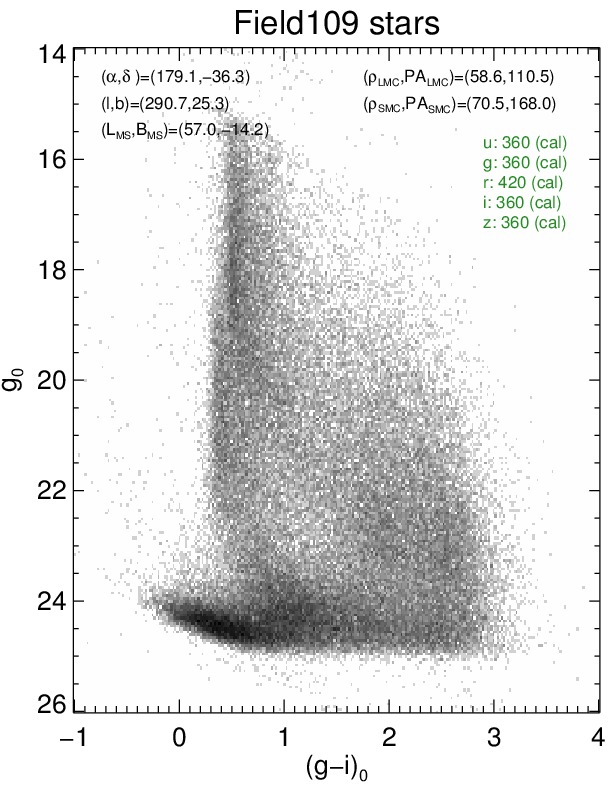 Field109 stars
(α,δ )=(179.1,−36.3)
(l,b)=(290.7,25,3)
(LMS,BMS)=(57.0,−14.2)
(ρLMC,PALMC)=(58.6,110.5)
(ρSMC,PASMC)=(70.5,168.0)
u: 360 (cal)
g: 360 (cal)
r: 420 (cal)
i: 360 (cal)
z: 360 (cal)
14
16
18
20
22
24
26
g0
−1 0 1 2 3 4
(g−i)0